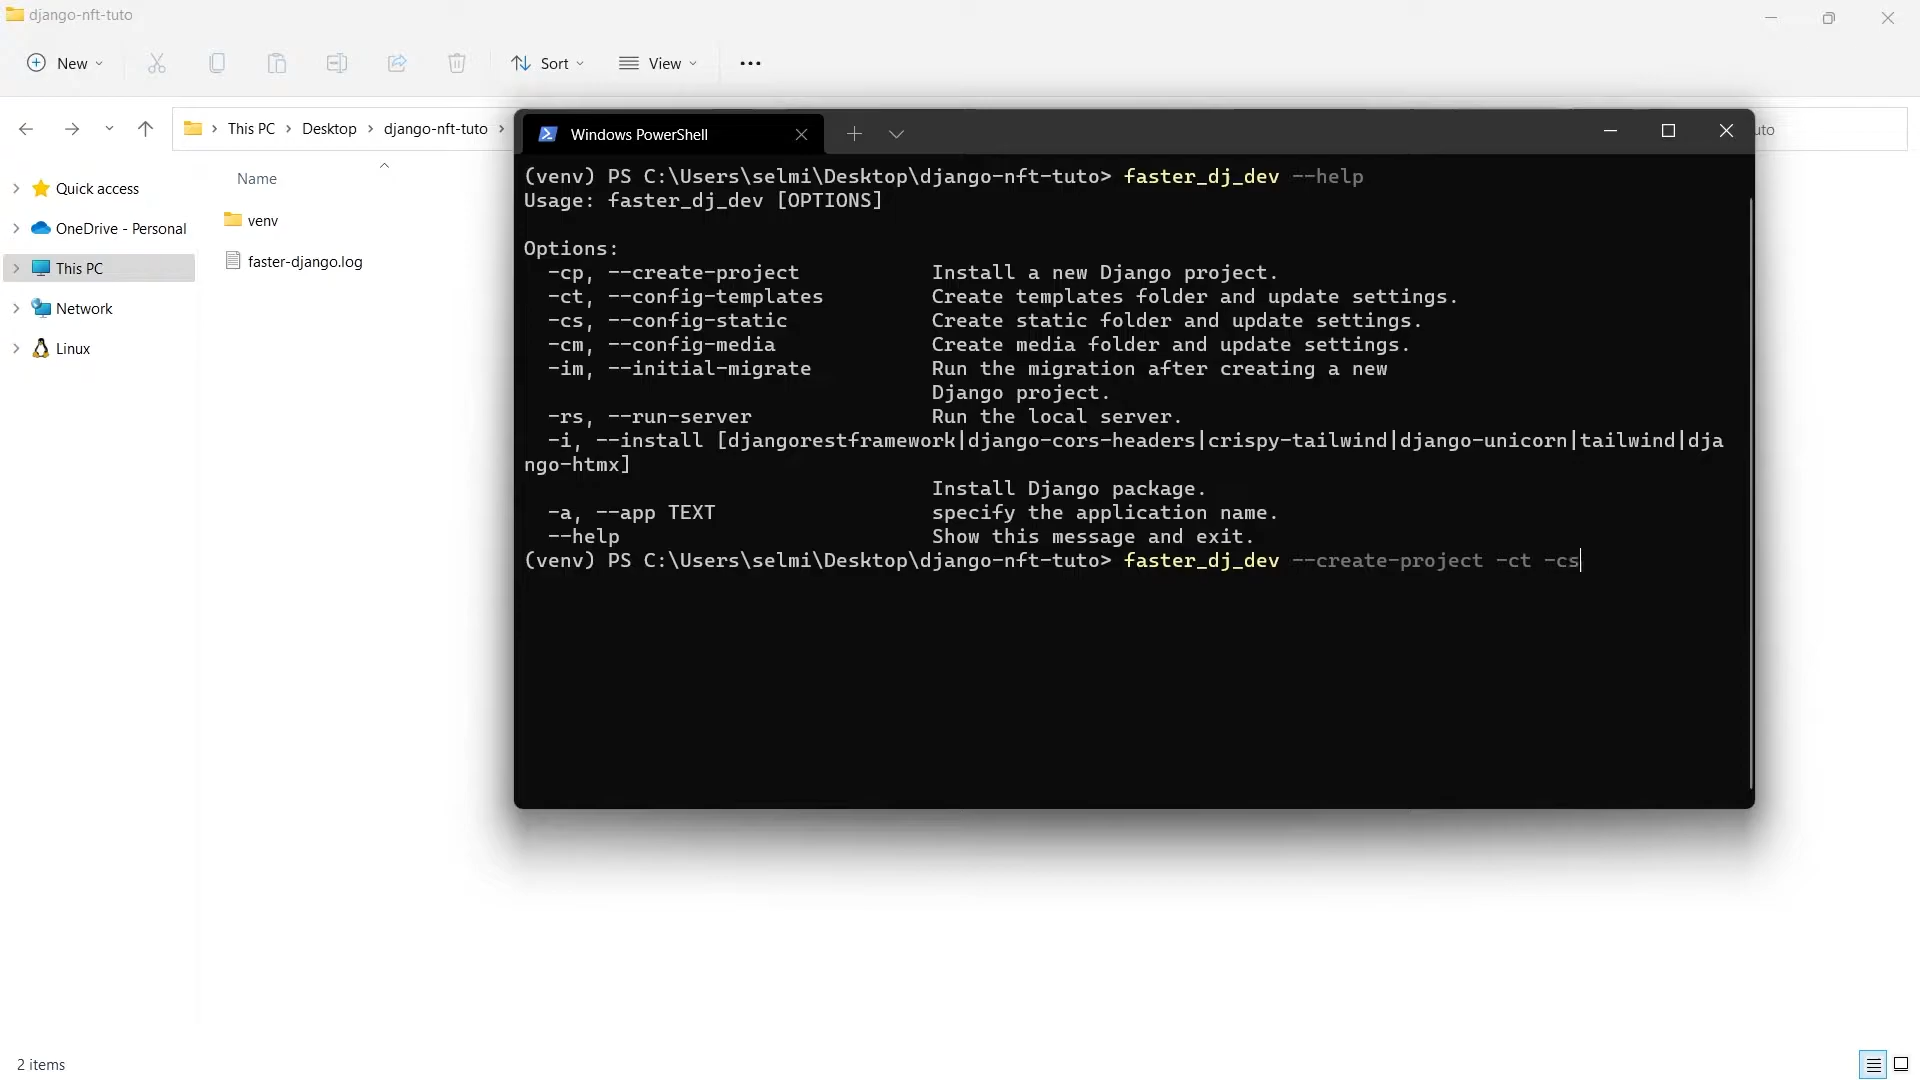 django-nft-tuto
New
Sort
View
This PC
Desktop
django-nft-tuto
uto
Quick access
OneDrive - Personal
This PC
Network
Linux
Name
venv
faster-django.log
Windows PowerShell
(venv) PS C:\Users\selmi\Desktop\django-nft-tuto> faster_dj_dev --help
Usage: faster_dj_dev [OPTIONS]
Options:
-cp, --create-project Install a new Django project.
-ct, --config-templates Create templates folder and update settings.
-cs, --config-static Create static folder and update settings.
-cm, --config-media Create media folder and update settings.
-im, --initial-migrate Run the migration after creating a new
Django project.
-rs, --run-server Run the local server.
-i, --install [djangorestframework|django-cors-headers|crispy-tailwind|django-unicorn|tailwind|dja
ngo-htmx]
Install Django package.
-a, --app TEXT specify the application name.
--help Show this message and exit.
(venv) PS C:\Users\selmi\Desktop\django-nft-tuto> faster_dj_dev --create-project -ct -cs
2 items